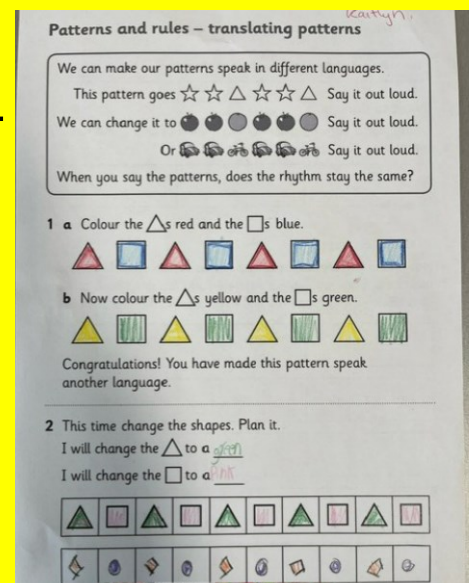 Kaitlyn.
Patterns and rules – translating patterns
We can make our patterns speak in different languages.
This pattern goes Say it out loud.
We can change it to Say it out loud.
Or Say it out loud.
When you say the patterns, does the rhythm stay the same?
1 a Colour the s red and the s blue.
b Now colour the s yellow and the s green.
Congratulations! You have made this pattern speak
another language.
2 This time change the shapes. Plan it.
I will change the to a green
I will change the to a Pink